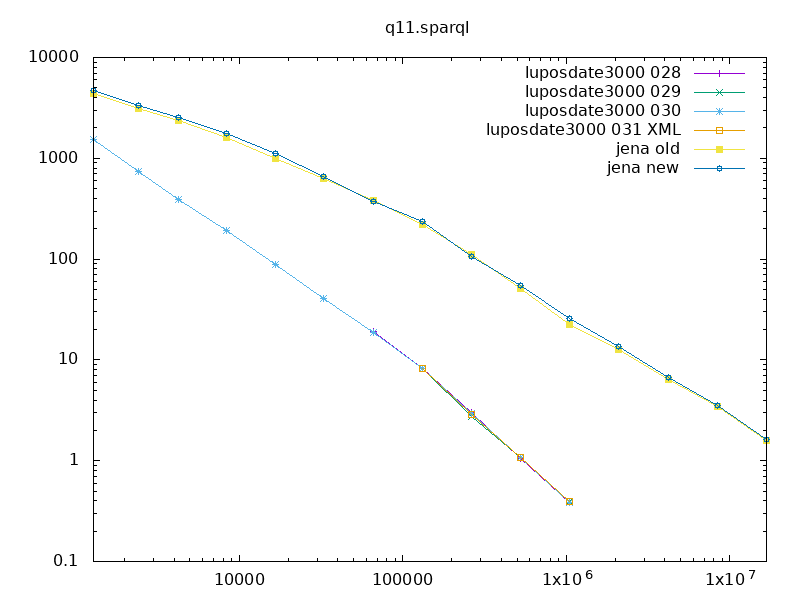 q11.sparql
10000
1000
100
10
1
0.1
luposdate3000 028
luposdate3000 029
luposdate3000 030
luposdate3000 031 XML
jena old
jena new
10000
100000
1x10^6
1x10^7